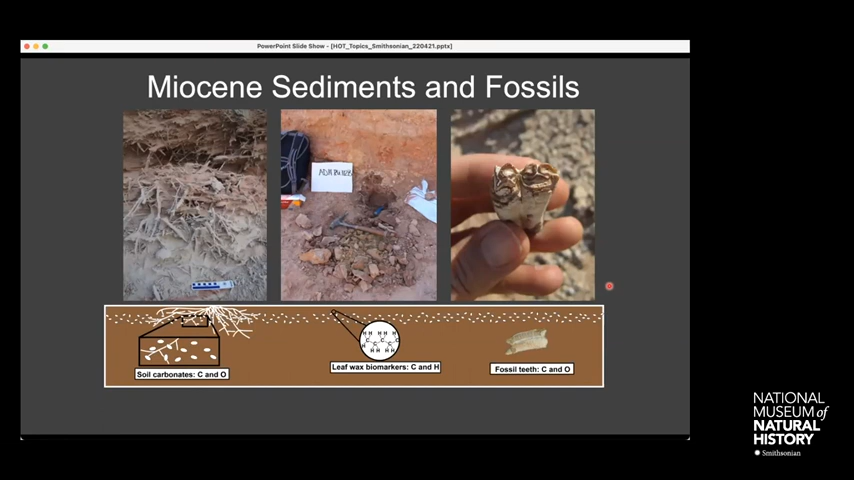 PowerPoint Slide Show - [HOT_Topics_Smithsonian_220421.pptx]
Miocene Sediments and Fossils
Soil carbonates: C and O
Leaf wax biomarkers: C and H
Fossil teeth: C and O
NATIONAL
MUSEUM of
NATURAL
HISTORY
Smithsonian